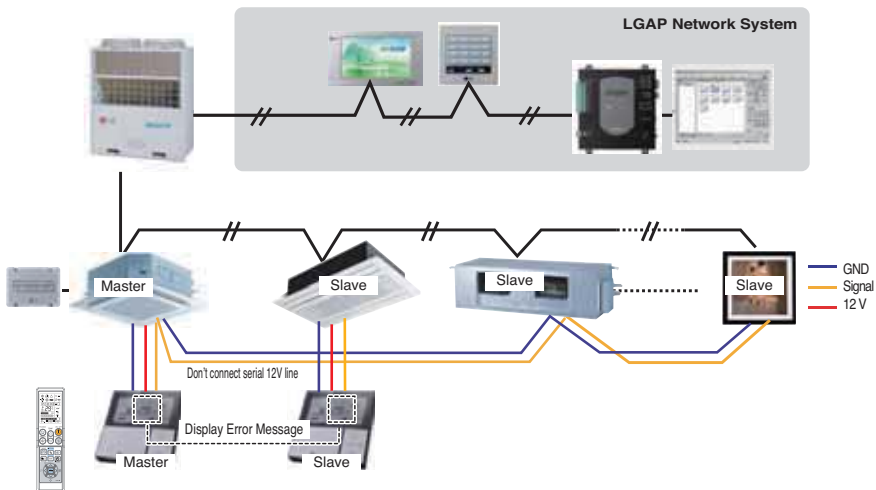 LGAP Network System
Master
Slave
Slave
Slave
GND
Signal
12 V
Don't connect serial 12V line
Display Error Message
Master
Slave